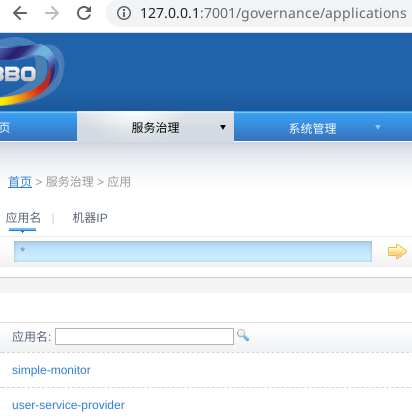 127.0.0.1:7001/governance/applications
BBO
页 服务治理 系统管理
首页 > 服务治理 > 应用
应用名 | 机器IP
*
应用名:
simple-monitor
user-service-provider